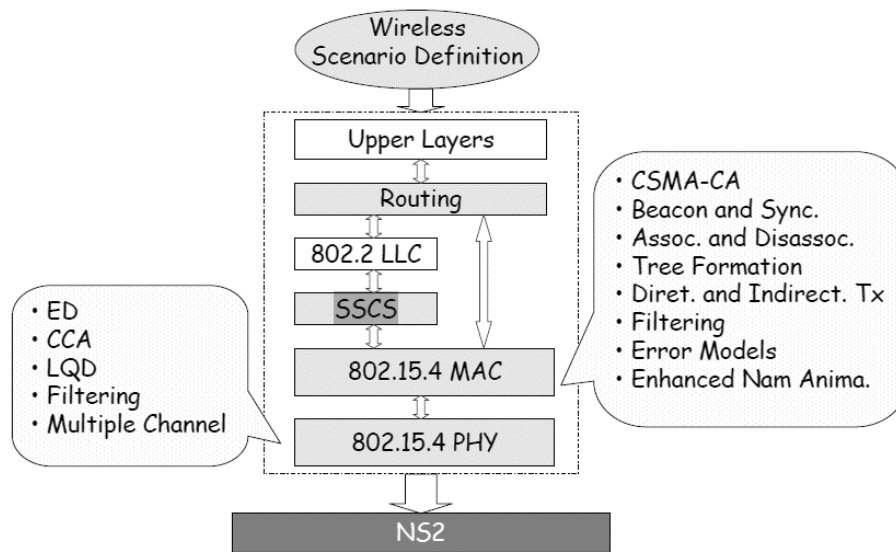 Wireless
Scenario Definition
Upper Layers
Routing
802.2 LLC
SSCS
802.15.4 MAC
802.15.4 PHY
NS2
• ED
• CCA
• LQD
• Filtering
• Multiple Channel
• CSMA-CA
• Beacon and Sync.
• Assoc. and Disassoc.
• Tree Formation
• Diret. and Indirect. Tx
• Filtering
• Error Models
• Enhanced Nam Anima.